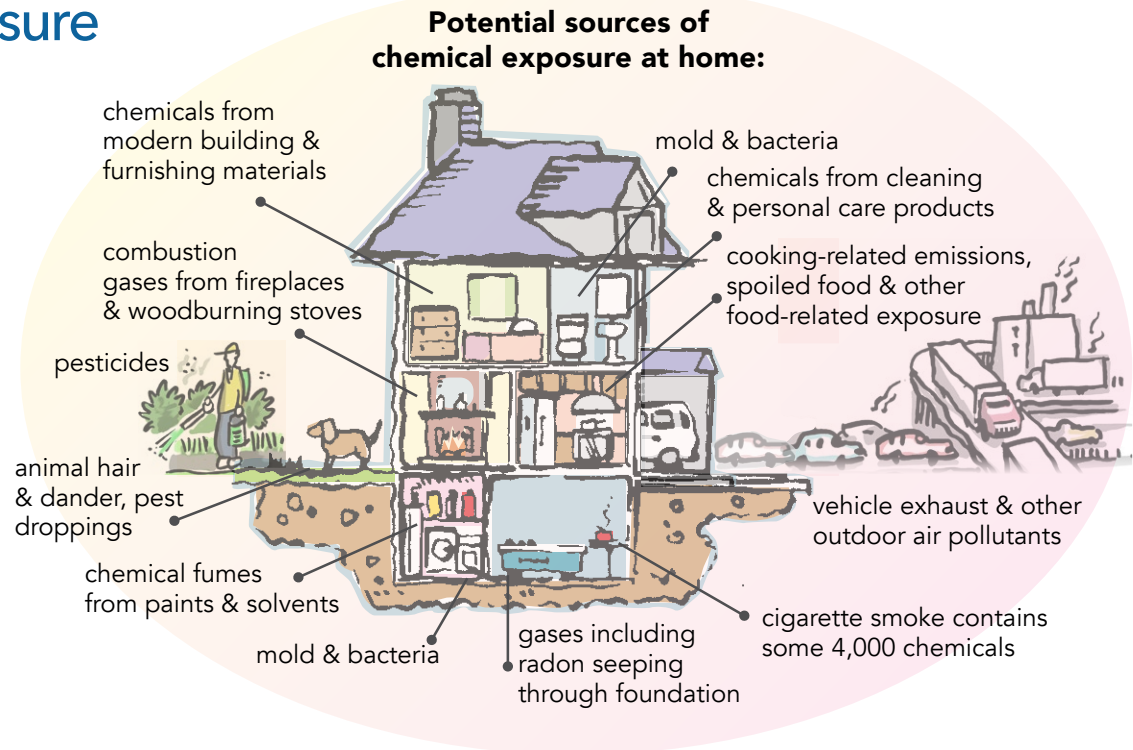 sure
Potential sources of
chemical exposure at home:
chemicals from
modern building &
furnishing materials
combustion
gases from fireplaces
& woodburning stoves
pesticides
animal hair
& dander, pest
droppings
chemical fumes
from paints & solvents
mold & bacteria
gases including
radon seeping
through foundation
mold & bacteria
chemicals from cleaning
& personal care products
cooking-related emissions,
spoiled food & other
food-related exposure
vehicle exhaust & other
outdoor air pollutants
cigarette smoke contains
some 4,000 chemicals